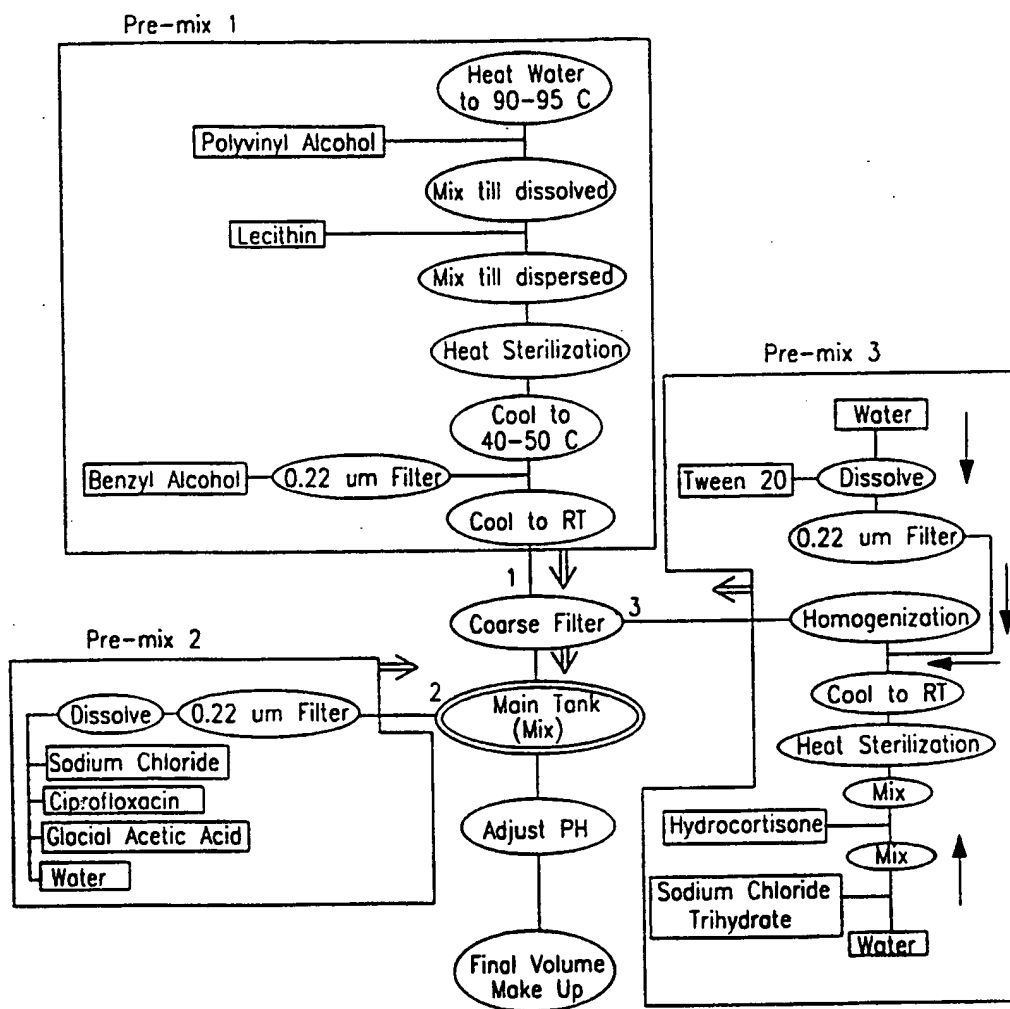 Pre-mix 1
Heat Water
to 90-95 C
Polyvinyl Alcohol
Mix till dissolved
Lecithin
Mix till dispersed
Heat Sterilization
Cool to
40-50 C
Benzyl Alcohol
0.22 um Filter
Cool to RT
1
Coarse Filter
3
Pre-mix 2
2
Dissolve
0.22 um Filter
Main Tank
(Mix)
Sodium Chloride
Ciprofloxacin
Glacial Acetic Acid
Water
Adjust PH
Final Volume
Make Up
Pre-mix 3
Water
Tween 20
Dissolve
0.22 um Filter
Homogenization
Cool to RT
Heat Sterilization
Mix
Hydrocortisone
Mix
Sodium Chloride
Trihydrate
Water